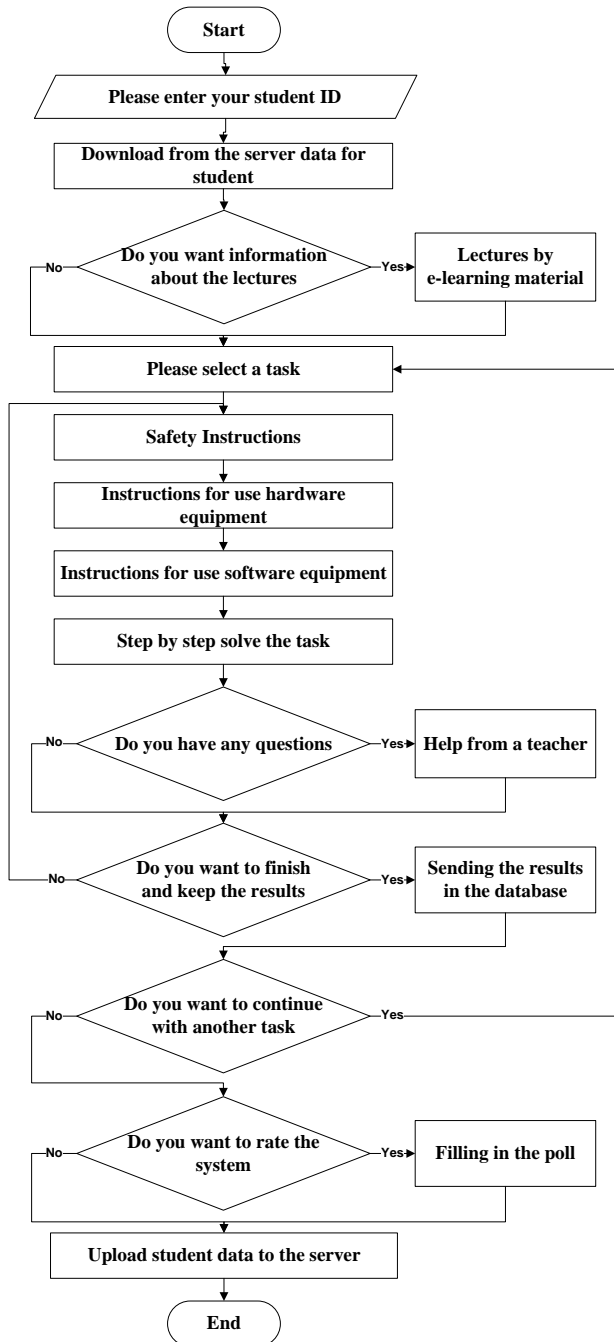 Start
Please enter your student ID
Download from the server data for
student
Do you want information
about the lectures
No
Yes
Lectures by
e-learning material
Please select a task
Safety Instructions
Instructions for use hardware
equipment
Instructions for use software equipment
Step by step solve the task
Do you have any questions
No
Yes
Help from a teacher
Do you want to finish
and keep the results
No
Yes
Sending the results
in the database
Do you want to continue
with another task
No
Yes
Do you want to rate the
system
No
Yes
Filling in the poll
Upload student data to the server
End